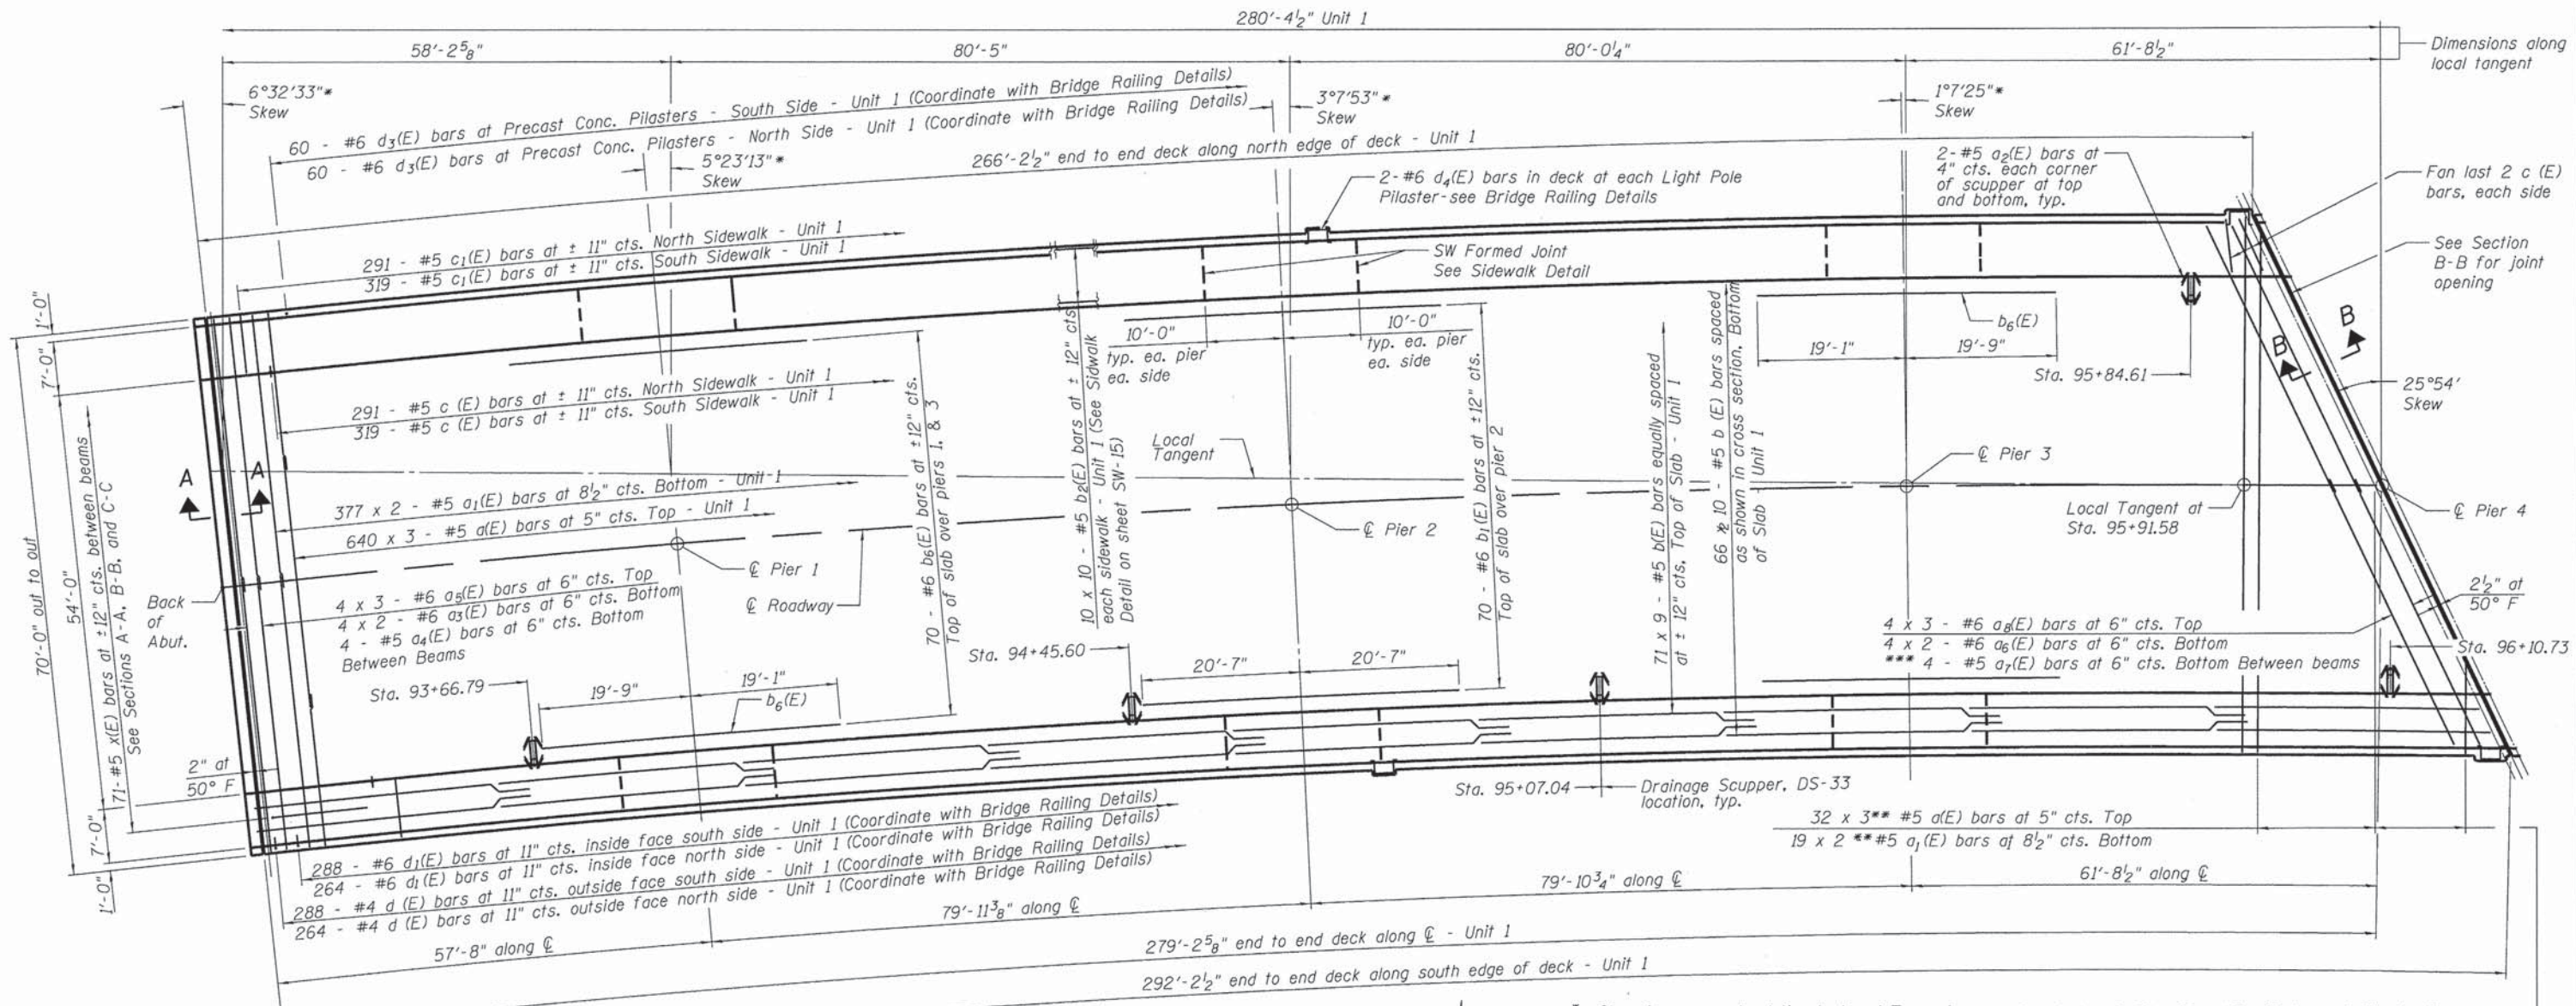 280'-4½" Unit 1
58'-2⅝"
80'-5"
80'-0¼"
61'-8½"
Dimensions along
local tangent
6°32'33"*
Skew
60 - #6 d₃(E) bars at Precast Conc. Pilasters - South Side - Unit 1 (Coordinate with Bridge Railing Details)
60 - #6 d₃(E) bars at Precast Conc. Pilasters - North Side - Unit 1 (Coordinate with Bridge Railing Details)
3°7'53"*
Skew
1°7'25"*
Skew
5°23'13"*
Skew
266'-2½" end to end deck along north edge of deck - Unit 1
2-#6 d₄(E) bars in deck at each Light Pole
Pilaster-see Bridge Railing Details
2-#5 a₂(E) bars at
4" cts. each corner
of scupper at top
and bottom, typ.
Fan last 2 c (E)
bars, each side
See Section
B-B for joint
opening
291 - #5 c₁(E) bars at ± 11" cts. North Sidewalk - Unit 1
319 - #5 c₁(E) bars at ± 11" cts. South Sidewalk - Unit 1
SW Formed Joint
See Sidewalk Detail
1'-0"
7'-0"
54'-0"
70'-0" out to out
7'-0"
1'-0"
71- #5 x(E) bars at ±12" cts. between beams
See Sections A-A, B-B, and C-C
10'-0"
typ. ea. pier
ea. side
10'-0"
typ. ea. pier
ea. side
b₆(E)
19'-1"
19'-9"
Sta. 95+84.61
B
B
25°54'
Skew
291 - #5 c (E) bars at ± 11" cts. North Sidewalk - Unit 1
319 - #5 c (E) bars at ± 11" cts. South Sidewalk - Unit 1
70 - #6 b₆(E) bars at ±12" cts.
Top of slab over piers 1, & 3
10 x 10 - #5 b₂(E) bars at ± 12" cts.
each sidewalk - Unit 1 (See Sidwalk
Detail on sheet SW-15)
70 - #6 b₁(E) bars at ±12" cts.
Top of slab over pier 2
71 x 9 - #5 b(E) bars equally spaced
at ± 12" cts. Top of Slab - Unit 1
66 x 10 - #5 b (E) bars spaced
as shown in cross section, Bottom
of Slab - Unit 1
Local
Tangent
A
A
377 x 2 - #5 a₁(E) bars at 8½" cts. Bottom - Unit 1
640 x 3 - #5 a(E) bars at 5" cts. Top - Unit 1
℄ Pier 1
℄ Pier 2
℄ Pier 3
℄ Pier 4
℄ Roadway
Local Tangent at
Sta. 95+91.58
Back
of
Abut.
4 x 3 - #6 a₅(E) bars at 6" cts. Top
4 x 2 - #6 a₃(E) bars at 6" cts. Bottom
4 - #5 a₄(E) bars at 6" cts. Bottom
Between Beams
2½" at
50° F
4 x 3 - #6 a₈(E) bars at 6" cts. Top
4 x 2 - #6 a₆(E) bars at 6" cts. Bottom
*** 4 - #5 a₇(E) bars at 6" cts. Bottom Between beams
Sta. 96+10.73
Sta. 93+66.79
19'-9"
19'-1"
b₆(E)
Sta. 94+45.60
20'-7"
20'-7"
2" at
50° F
Sta. 95+07.04
Drainage Scupper, DS-33
location, typ.
32 x 3** #5 a(E) bars at 5" cts. Top
19 x 2 ** #5 a₁(E) bars at 8½" cts. Bottom
288 - #6 d₁(E) bars at 11" cts. inside face south side - Unit 1 (Coordinate with Bridge Railing Details)
264 - #6 d₁(E) bars at 11" cts. inside face north side - Unit 1 (Coordinate with Bridge Railing Details)
288 - #4 d (E) bars at 11" cts. outside face south side - Unit 1 (Coordinate with Bridge Railing Details)
264 - #4 d (E) bars at 11" cts. outside face north side - Unit 1 (Coordinate with Bridge Railing Details)
57'-8" along ℄
79'-11⅜" along ℄
79'-10¾" along ℄
61'-8½" along ℄
279'-2⅝" end to end deck along ℄ - Unit 1
292'-2½" end to end deck along south edge of deck - Unit 1